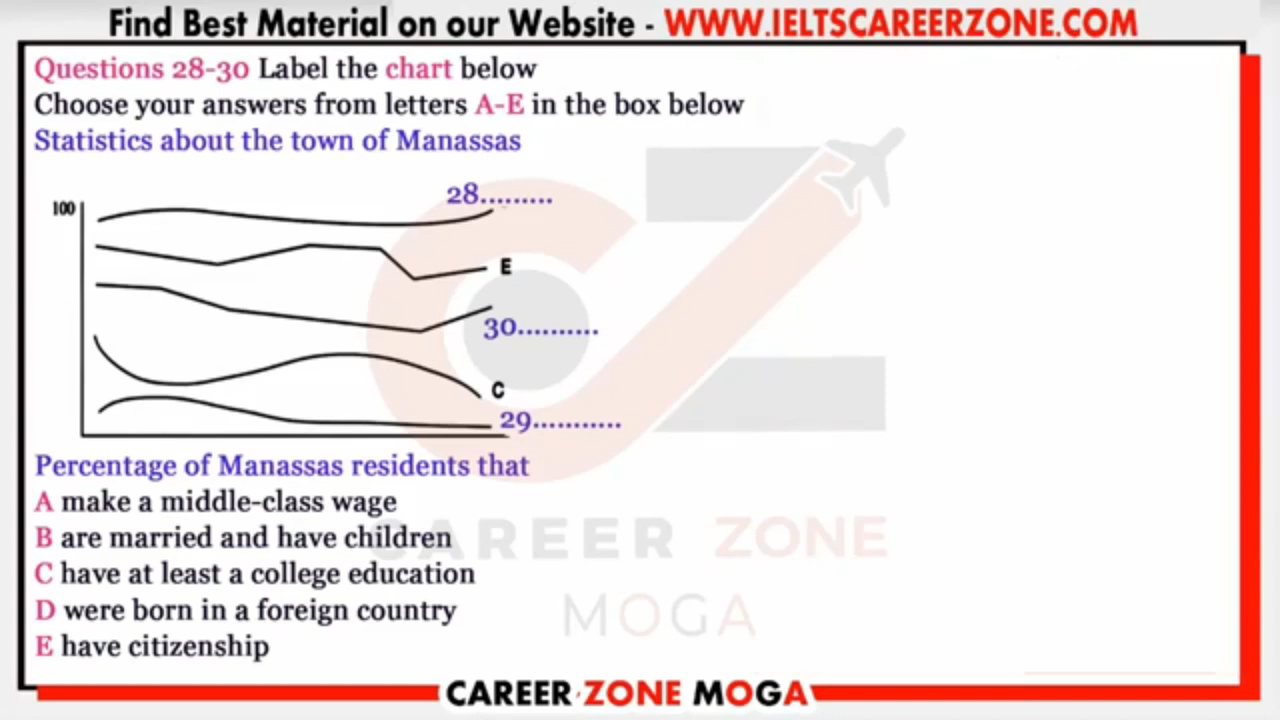 Find Best Material on our Website - WWW.IELTSCAREERZONE.COM
Questions 28-30 Label the chart below
Choose your answers from letters A-E in the box below
Statistics about the town of Manassas
28.........
100
E
30..........
C
29...........
Percentage of Manassas residents that
A make a middle-class wage
B are married and have children
CAREER ZONE
C have at least a college education
D were born in a foreign country
MOGA
E have citizenship
CAREER ZONE MOGA